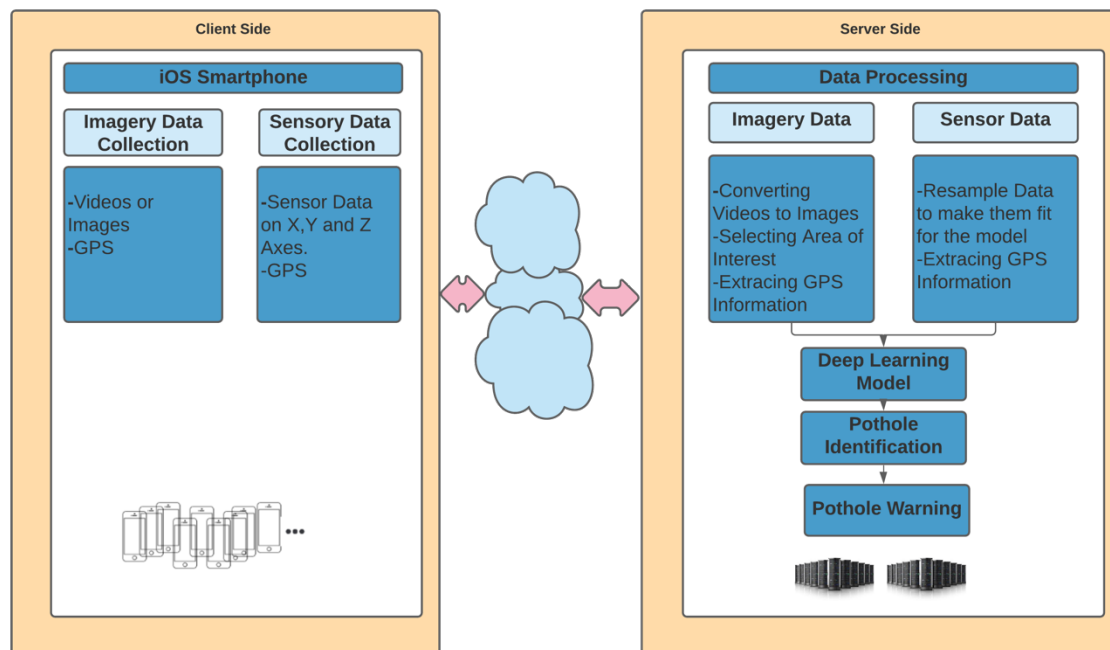 Client Side
iOS Smartphone
Imagery Data
Collection
Sensory Data
Collection
-Videos or
Images
-GPS
-Sensor Data
on X,Y and Z
Axes.
-GPS
Server Side
Data Processing
Imagery Data
Sensor Data
-Converting
Videos to Images
-Selecting Area of
Interest
-Extracing GPS
Information
- Resample Data
to make them fit
for the model
-Extracing GPS
Information
Deep Learning
Model
Pothole
Identification
Pothole Warning